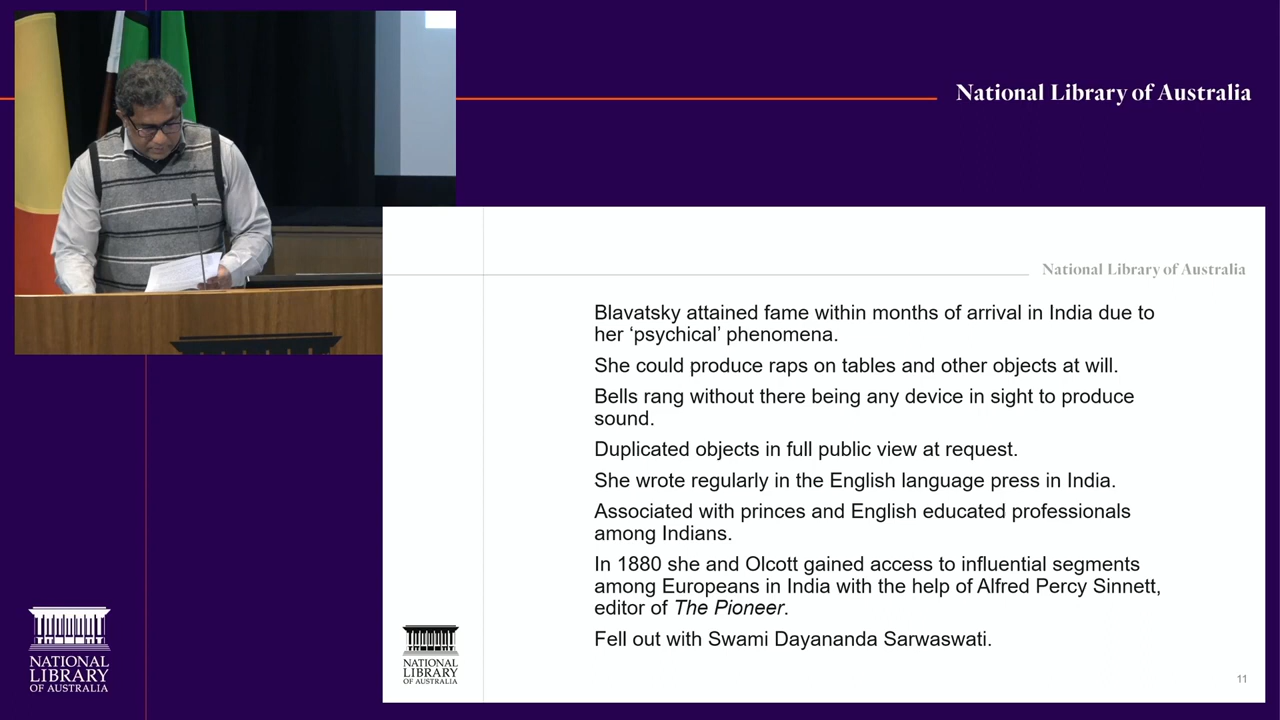 National Library of Australia
National Library of Australia
Blavatsky attained fame within months of arrival in India due to
her ‘psychical’ phenomena.
She could produce raps on tables and other objects at will.
Bells rang without there being any device in sight to produce
sound.
Duplicated objects in full public view at request.
She wrote regularly in the English language press in India.
Associated with princes and English educated professionals
among Indians.
In 1880 she and Olcott gained access to influential segments
among Europeans in India with the help of Alfred Percy Sinnett,
editor of The Pioneer.
Fell out with Swami Dayananda Sarwaswati.
NATIONAL
LIBRARY
OF AUSTRALIA
11
NATIONAL
LIBRARY
OF AUSTRALIA